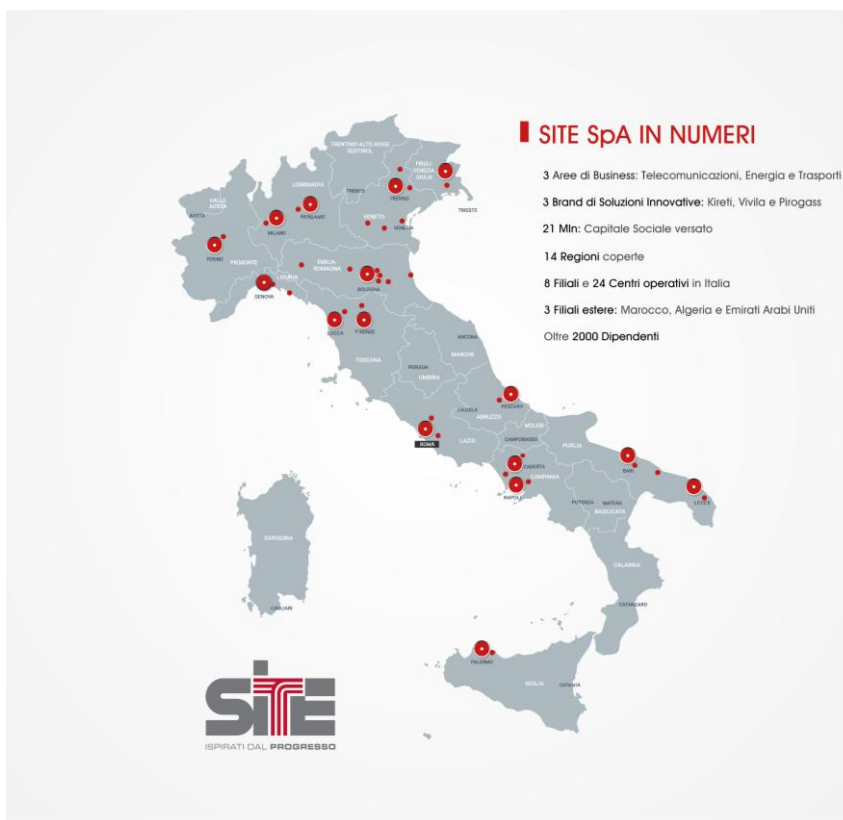 SITE SpA IN NUMERI
3 Aree di Business: Telecomunicazioni, Energia e Trasporti
3 Brand di Soluzioni Innovative: Kireti, Vivila e Pirogass
21 Mln: Capitale Sociale versato
14 Regioni coperte
8 Filiali e 24 Centri operativi in Italia
3 Filiali estere: Marocco, Algeria e Emirati Arabi Uniti
Oltre 2000 Dipendenti
TRENTINO-ALTO ADIGE
SÜDTIROL
FRIULI
VENEZIA
GIULIA
VALLE
AOSTA
AOSTA
LOMBARDIA
TRENTO
TREVISO
TRIESTE
BERGAMO
MILANO
VENETO
VENEZIA
TORINO
PIEMONTE
EMILIA-
ROMAGNA
BOLOGNA
LIGURIA
GENOVA
LUCCA
FIRENZE
TOSCANA
ANCONA
MARCHE
PERUGIA
UMBRIA
PESCARA
L'AQUILA
ABRUZZO
MOLISE
ROMA
LAZIO
CAMPOBASSO
PUGLIA
CASERTA
CAMPANIA
NAPOLI
BARI
LECCE
POTENZA
MATERA
BASILICATA
SARDEGNA
CAGLIARI
CALABRIA
CATANZARO
PALERMO
SICILIA
CATANIA
SITE
ISPIRATI DAL PROGRESSO